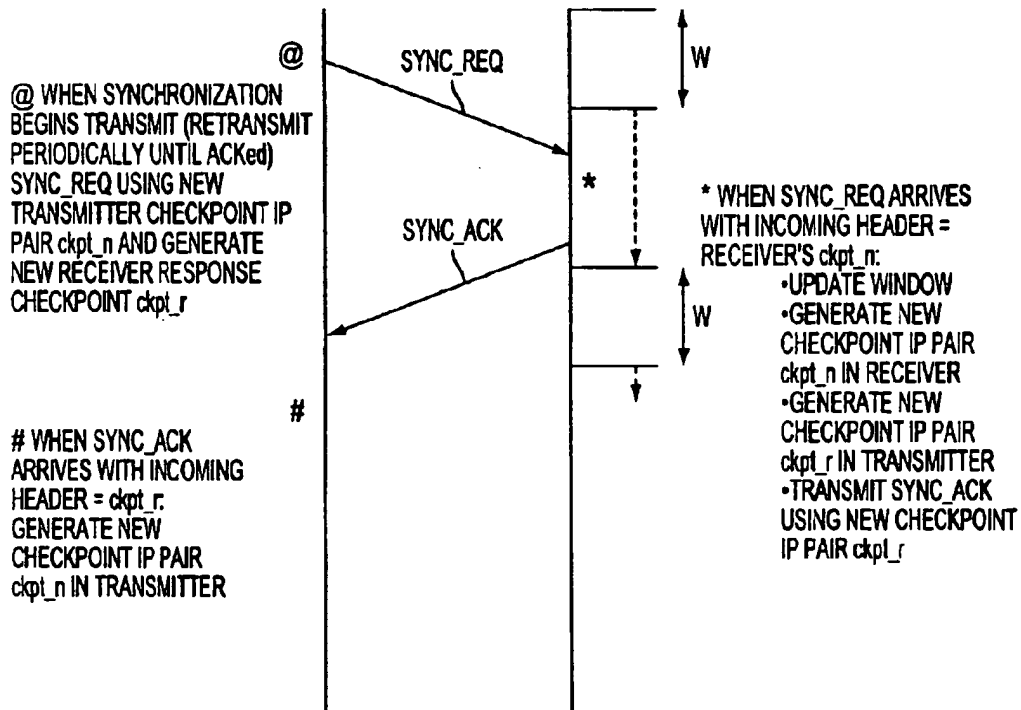 @
@ WHEN SYNCHRONIZATION
BEGINS TRANSMIT (RETRANSMIT
PERIODICALLY UNTIL ACKed)
SYNC_REQ USING NEW
TRANSMITTER CHECKPOINT IP
PAIR ckpt_n AND GENERATE
NEW RECEIVER RESPONSE
CHECKPOINT ckpt_r
SYNC_REQ
W
*
SYNC_ACK
W
* WHEN SYNC_REQ ARRIVES
WITH INCOMING HEADER =
RECEIVER'S ckpt_n:
•UPDATE WINDOW
•GENERATE NEW
CHECKPOINT IP PAIR
ckpt_n IN RECEIVER
•GENERATE NEW
CHECKPOINT IP PAIR
ckpt_r IN TRANSMITTER
•TRANSMIT SYNC_ACK
USING NEW CHECKPOINT
IP PAIR ckpt_r
#
# WHEN SYNC_ACK
ARRIVES WITH INCOMING
HEADER = ckpt_r:
GENERATE NEW
CHECKPOINT IP PAIR
ckpt_n IN TRANSMITTER